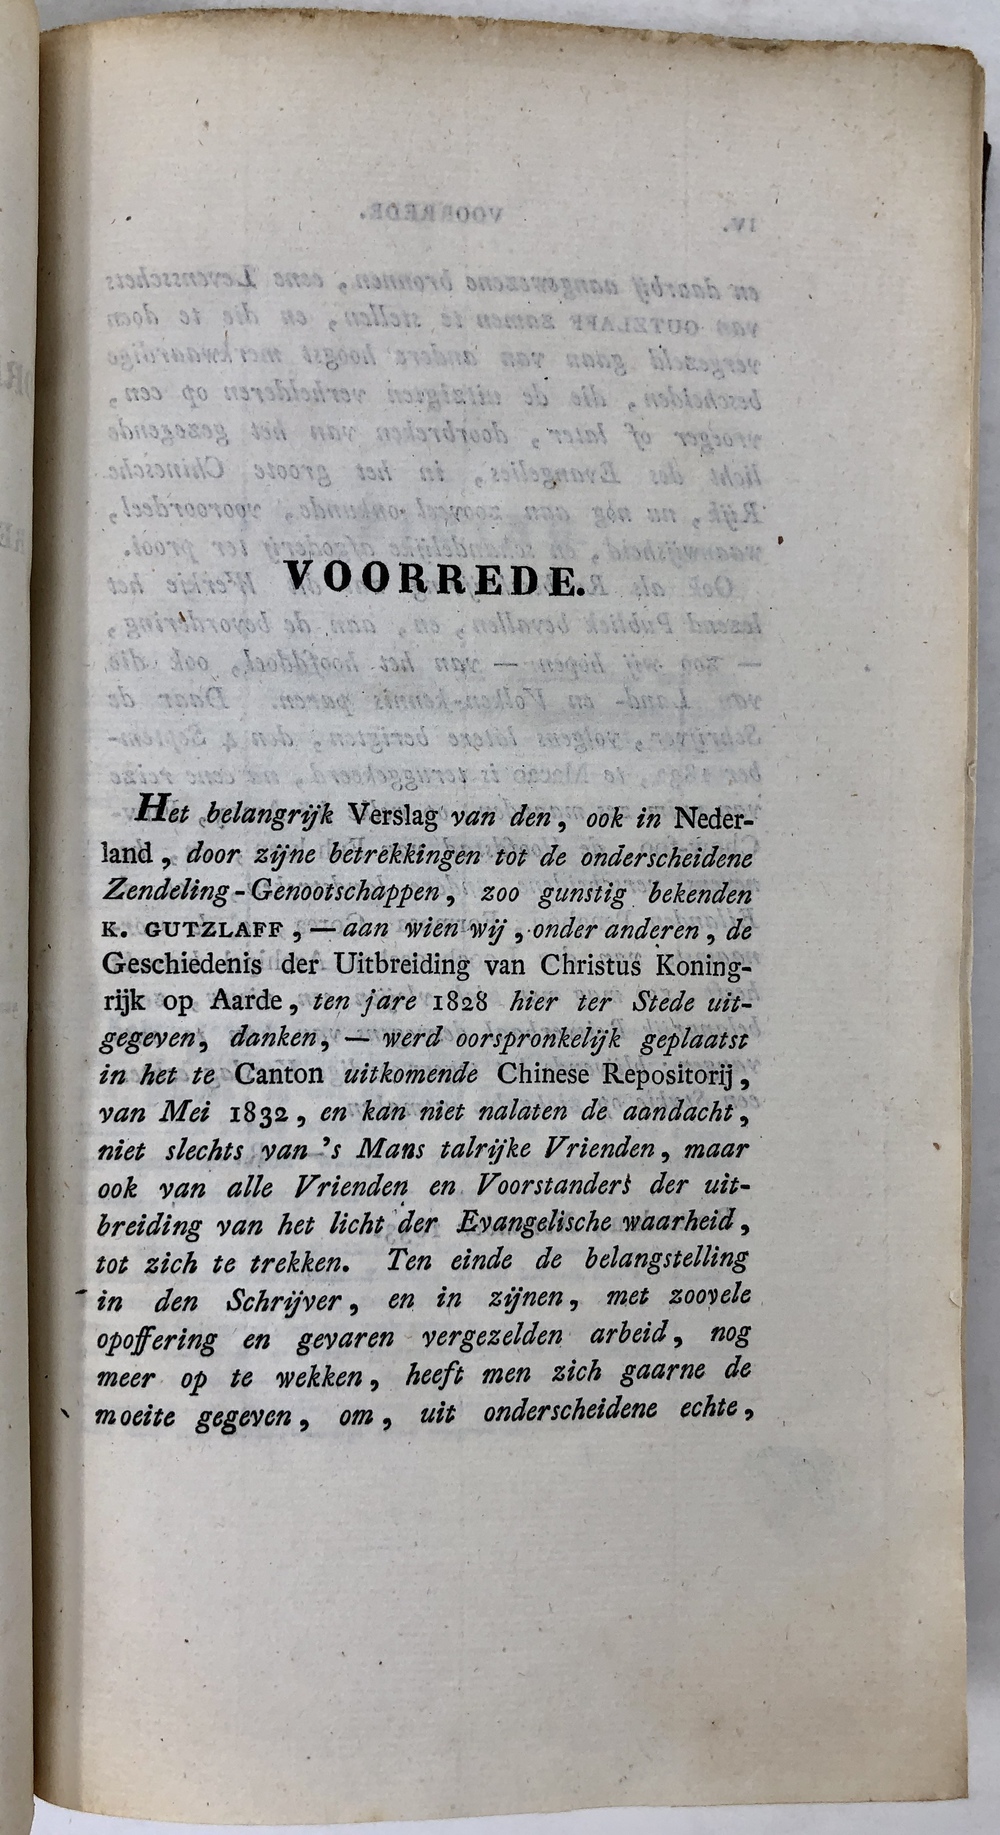 VOORREDE.
Het belangrijk Verslag van den, ook in Neder-
land, door zijne betrekkingen tot de onderscheidene
Zendeling-Genootschappen, zoo gunstig bekenden
K. GUTZLAFF, — aan wien wij, onder anderen, de
Geschiedenis der Uitbreiding van Christus Koning-
rijk op Aarde, ten jare 1828 hier ter Stede uit-
gegeven, danken, — werd oorspronkelijk geplaatst
in het te Canton uitkomende Chinese Repositorij,
van Mei 1832, en kan niet nalaten de aandacht,
niet slechts van 's Mans talrijke Vrienden, maar
ook van alle Vrienden en Voorstanders der uit-
breiding van het licht der Evangelische waarheid,
tot zich te trekken. Ten einde de belangstelling
in den Schrijver, en in zijnen, met zoovele
opoffering en gevaren vergezelden arbeid, nog
meer op te wekken, heeft men zich gaarne de
moeite gegeven, om, uit onderscheidene echte,